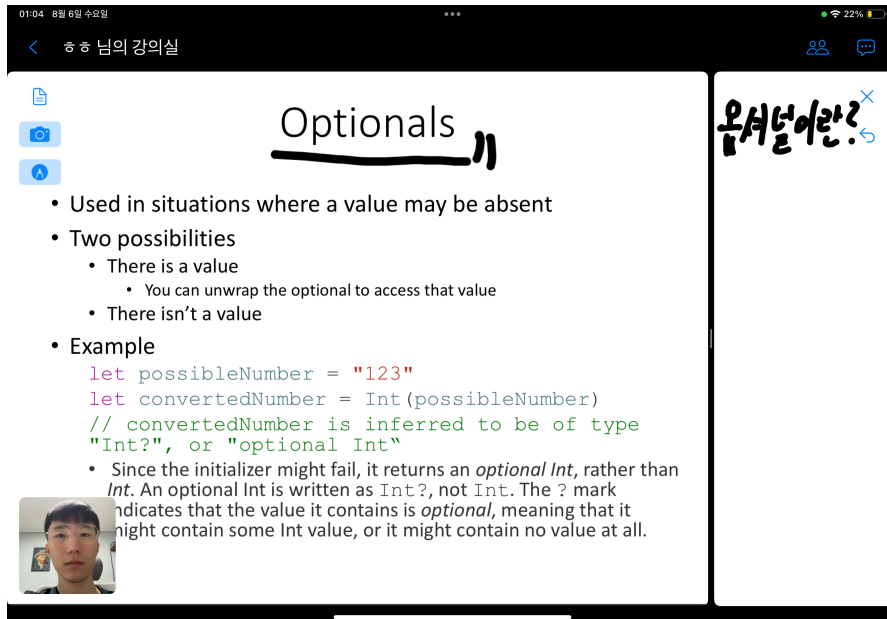 01:04 8월 6일 수요일
22%
ㅎㅎ 님의 강의실
Optionals
• Used in situations where a value may be absent
• Two possibilities
• There is a value
• You can unwrap the optional to access that value
• There isn’t a value
• Example
let possibleNumber = "123"
let convertedNumber = Int(possibleNumber)
// convertedNumber is inferred to be of type
"Int?", or "optional Int“
• Since the initializer might fail, it returns an optional Int, rather than
Int. An optional Int is written as Int?, not Int. The ? mark
ndicates that the value it contains is optional, meaning that it
might contain some Int value, or it might contain no value at all.
옵셔널이란?